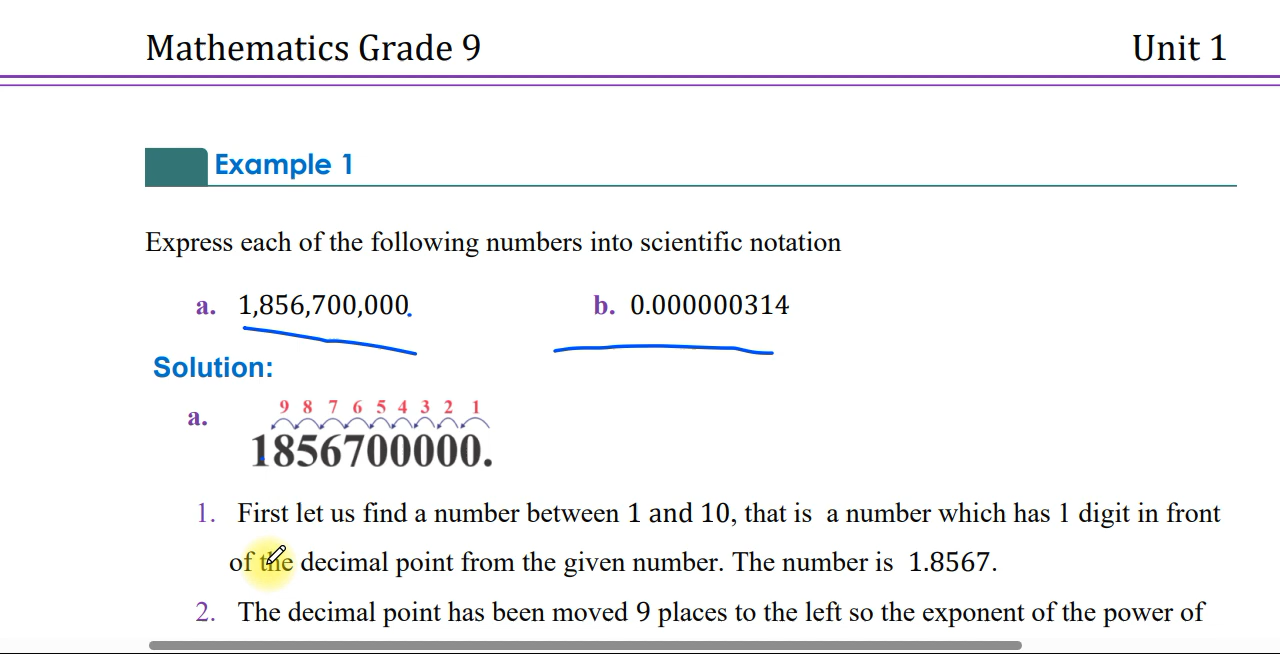 Mathematics Grade 9 Unit 1
Example 1
Express each of the following numbers into scientific notation
a. 1,856,700,000. b. 0.000000314
Solution:
a. 9 8 7 6 5 4 3 2 1
1856700000.
1. First let us find a number between 1 and 10, that is a number which has 1 digit in front
of the decimal point from the given number. The number is 1.8567.
2. The decimal point has been moved 9 places to the left so the exponent of the power of